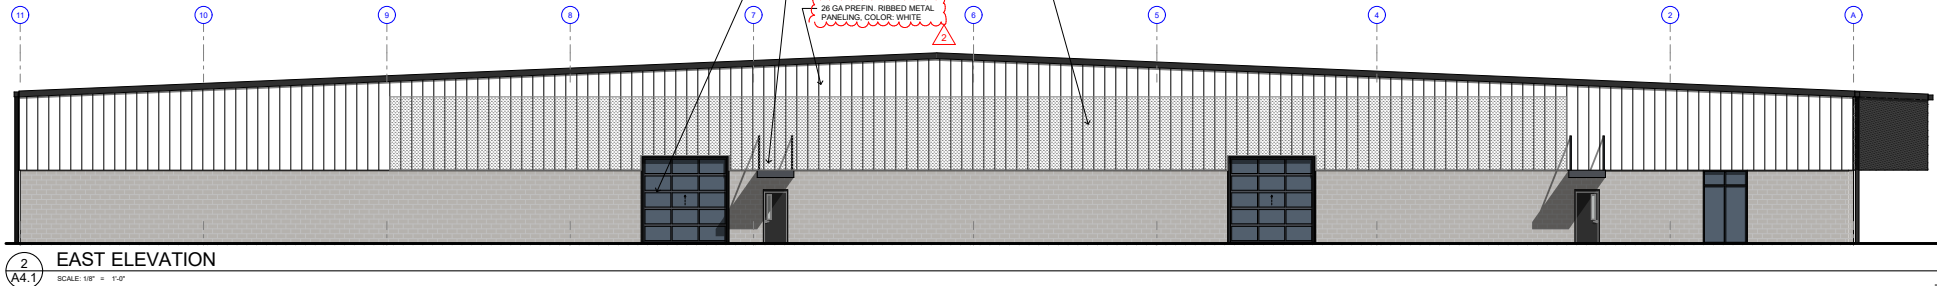 11 10 9 8 7 6 5 4 2 A
26 GA PREFIN. RIBBED METAL
PANELING, COLOR: WHITE
2
2
EAST ELEVATION
A4.1
SCALE: 1/8" = 1'-0"